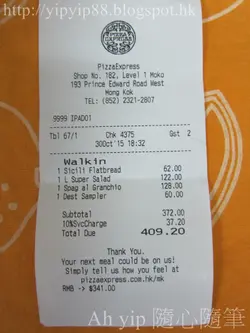 http://yipyip88.blogspot.hk
PIZZA EXPRESS
PizzaExpress
Shop No. 182, Level 1 Moko
193 Prince Edward Road West
Mong Kok
TEL: (852) 2321-2807
9999 IPAD01
Tbl 67/1 Chk 4375 Gst 2
30Oct'15 18:32
Walkin
1 Sicili Flatbread 62.00
1 L Super Salad 122.00
1 Spag al Granchio 128.00
1 Dest Sampler 60.00
Subtotal 372.00
10%SvcCharge 37.20
Total Due 409.20
Thank You.
Your next meal could be on us!
Simply tell us how you feel at
pizzaexpress.com.hk/mk
RMB -> $341.00
Ah yip 隨心隨筆